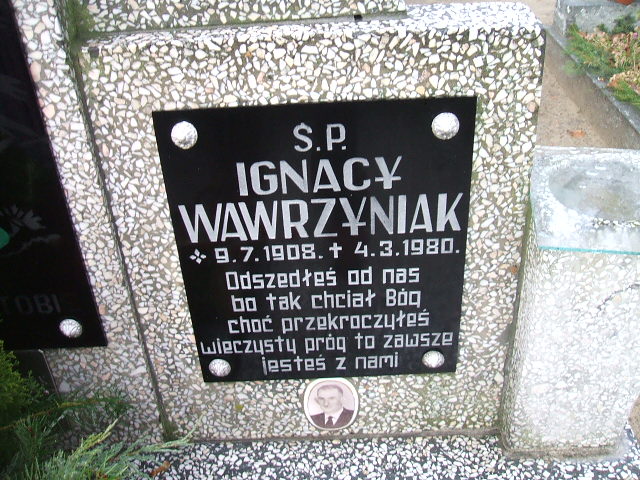 Ś.P.
IGNACY
WAWRZYNIAK
* 9.7.1908. † 4.3.1980.
Odszedłeś od nas
bo tak chciał Bóg
choć przekroczyłeś
wieczysty próg to zawsze
jesteś z nami
TOBI